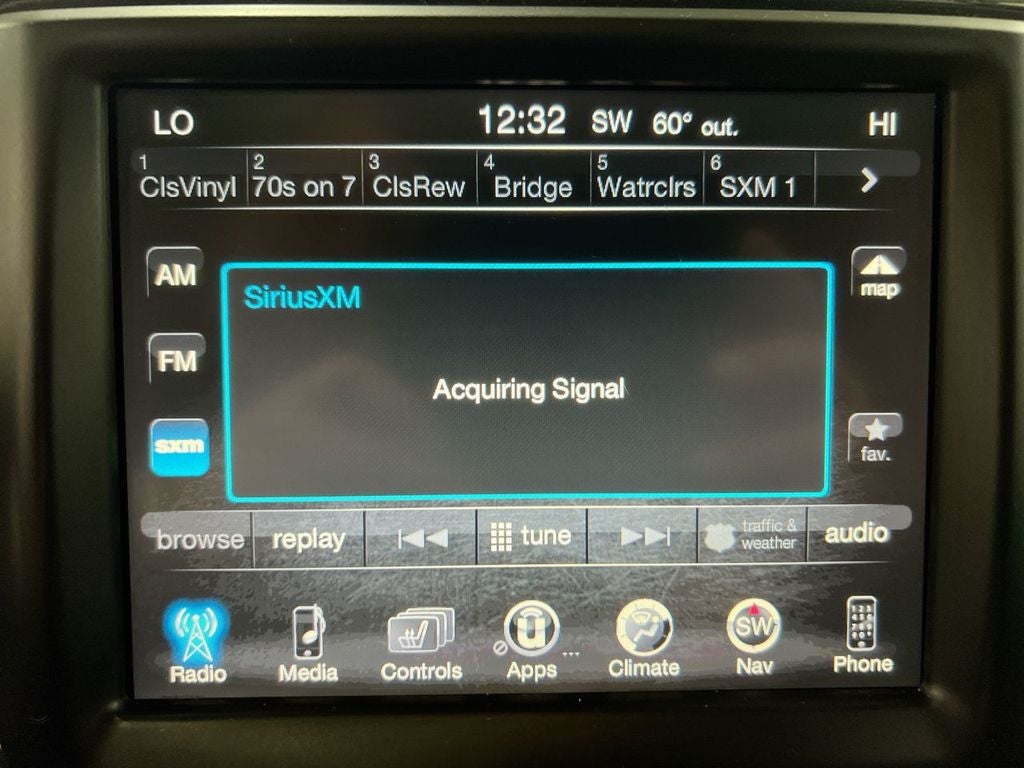 LO 12:32 SW 60° out. HI
1 2 3 4 5 6
ClsVinyl 70s on 7 ClsRew Bridge Watrclrs SXM 1
AM
map
SiriusXM
FM
Acquiring Signal
sxm
fav.
browse replay tune traffic & weather audio
SW
Radio Media Controls Apps Climate Nav Phone